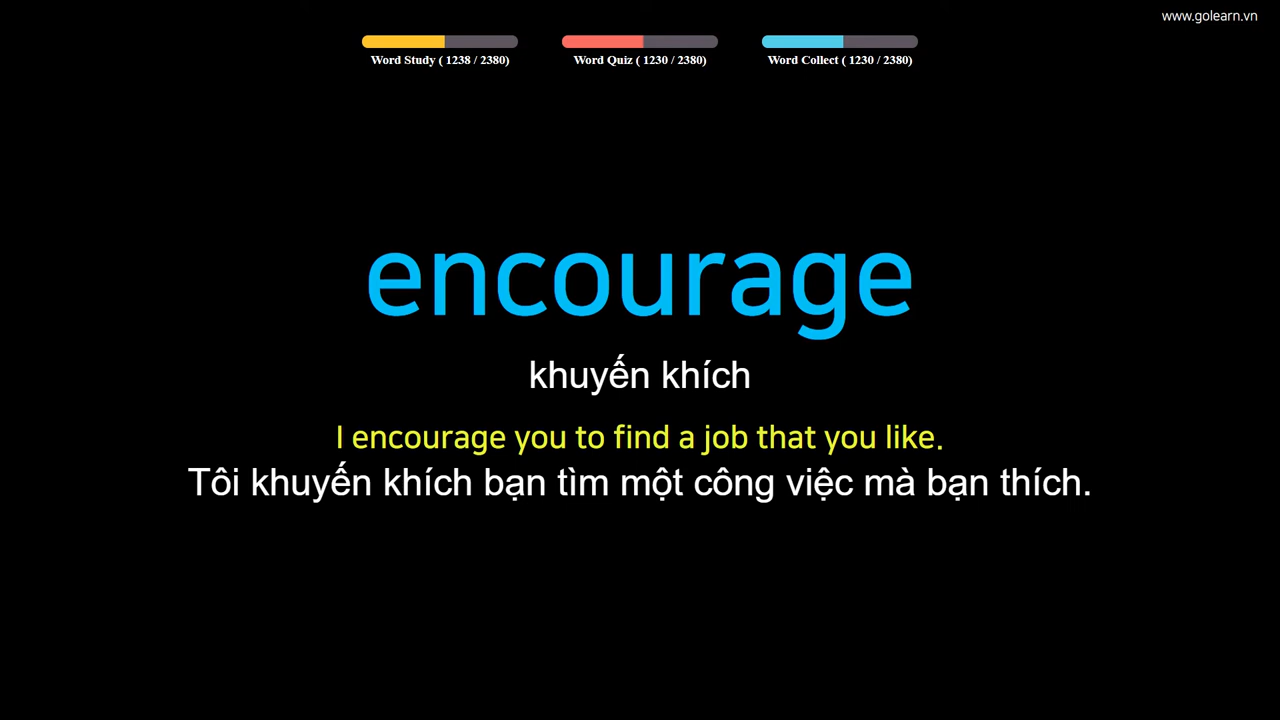 www.golearn.vn
Word Study ( 1238 / 2380) Word Quiz ( 1230 / 2380) Word Collect ( 1230 / 2380)
encourage
khuyến khích
I encourage you to find a job that you like.
Tôi khuyến khích bạn tìm một công việc mà bạn thích.